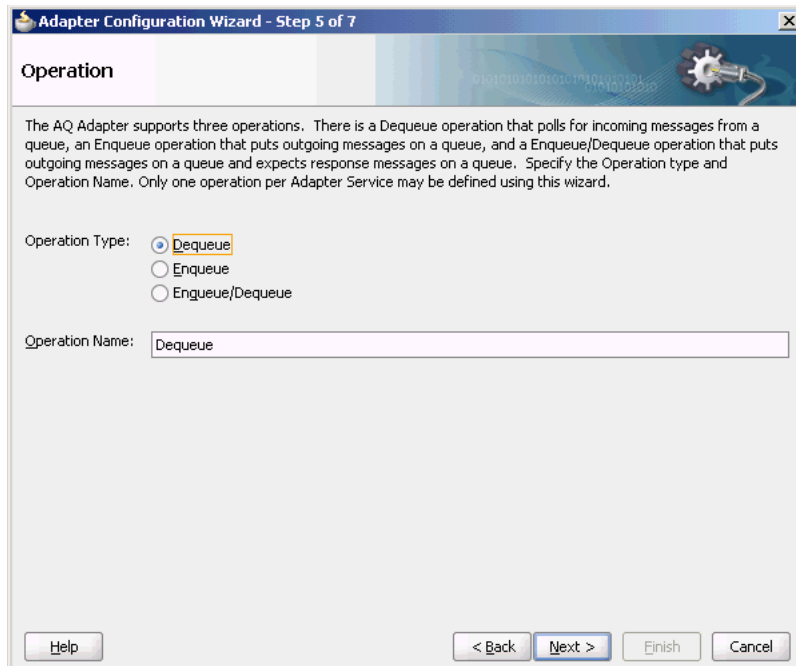 Adapter Configuration Wizard - Step 5 of 7
Operation
The AQ Adapter supports three operations.  There is a Dequeue operation that polls for incoming messages from a
queue, an Enqueue operation that puts outgoing messages on a queue, and a Enqueue/Dequeue operation that puts
outgoing messages on a queue and expects response messages on a queue.  Specify the Operation type and
Operation Name. Only one operation per Adapter Service may be defined using this wizard.
Operation Type:
Dequeue
Enqueue
Enqueue/Dequeue
Operation Name:
Dequeue
Help
< Back
Next >
Finish
Cancel